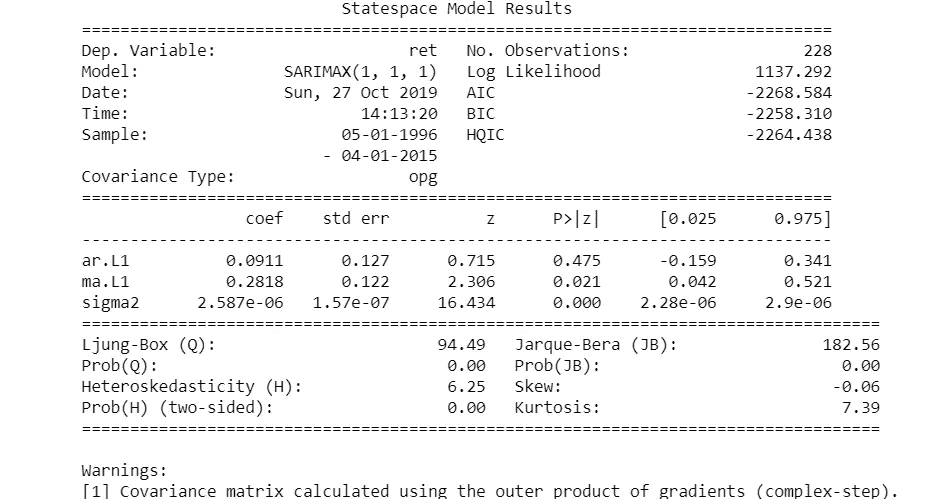 Statespace Model Results
==============================================================================
Dep. Variable: ret No. Observations: 228
Model: SARIMAX(1, 1, 1) Log Likelihood 1137.292
Date: Sun, 27 Oct 2019 AIC -2268.584
Time: 14:13:20 BIC -2258.310
Sample: 05-01-1996 HQIC -2264.438
- 04-01-2015
Covariance Type: opg
==============================================================================
coef std err z P>|z| [0.025 0.975]
------------------------------------------------------------------------------
ar.L1 0.0911 0.127 0.715 0.475 -0.159 0.341
ma.L1 0.2818 0.122 2.306 0.021 0.042 0.521
sigma2 2.587e-06 1.57e-07 16.434 0.000 2.28e-06 2.9e-06
===================================================================================
Ljung-Box (Q): 94.49 Jarque-Bera (JB): 182.56
Prob(Q): 0.00 Prob(JB): 0.00
Heteroskedasticity (H): 6.25 Skew: -0.06
Prob(H) (two-sided): 0.00 Kurtosis: 7.39
===================================================================================
Warnings:
[1] Covariance matrix calculated using the outer product of gradients (complex-step).